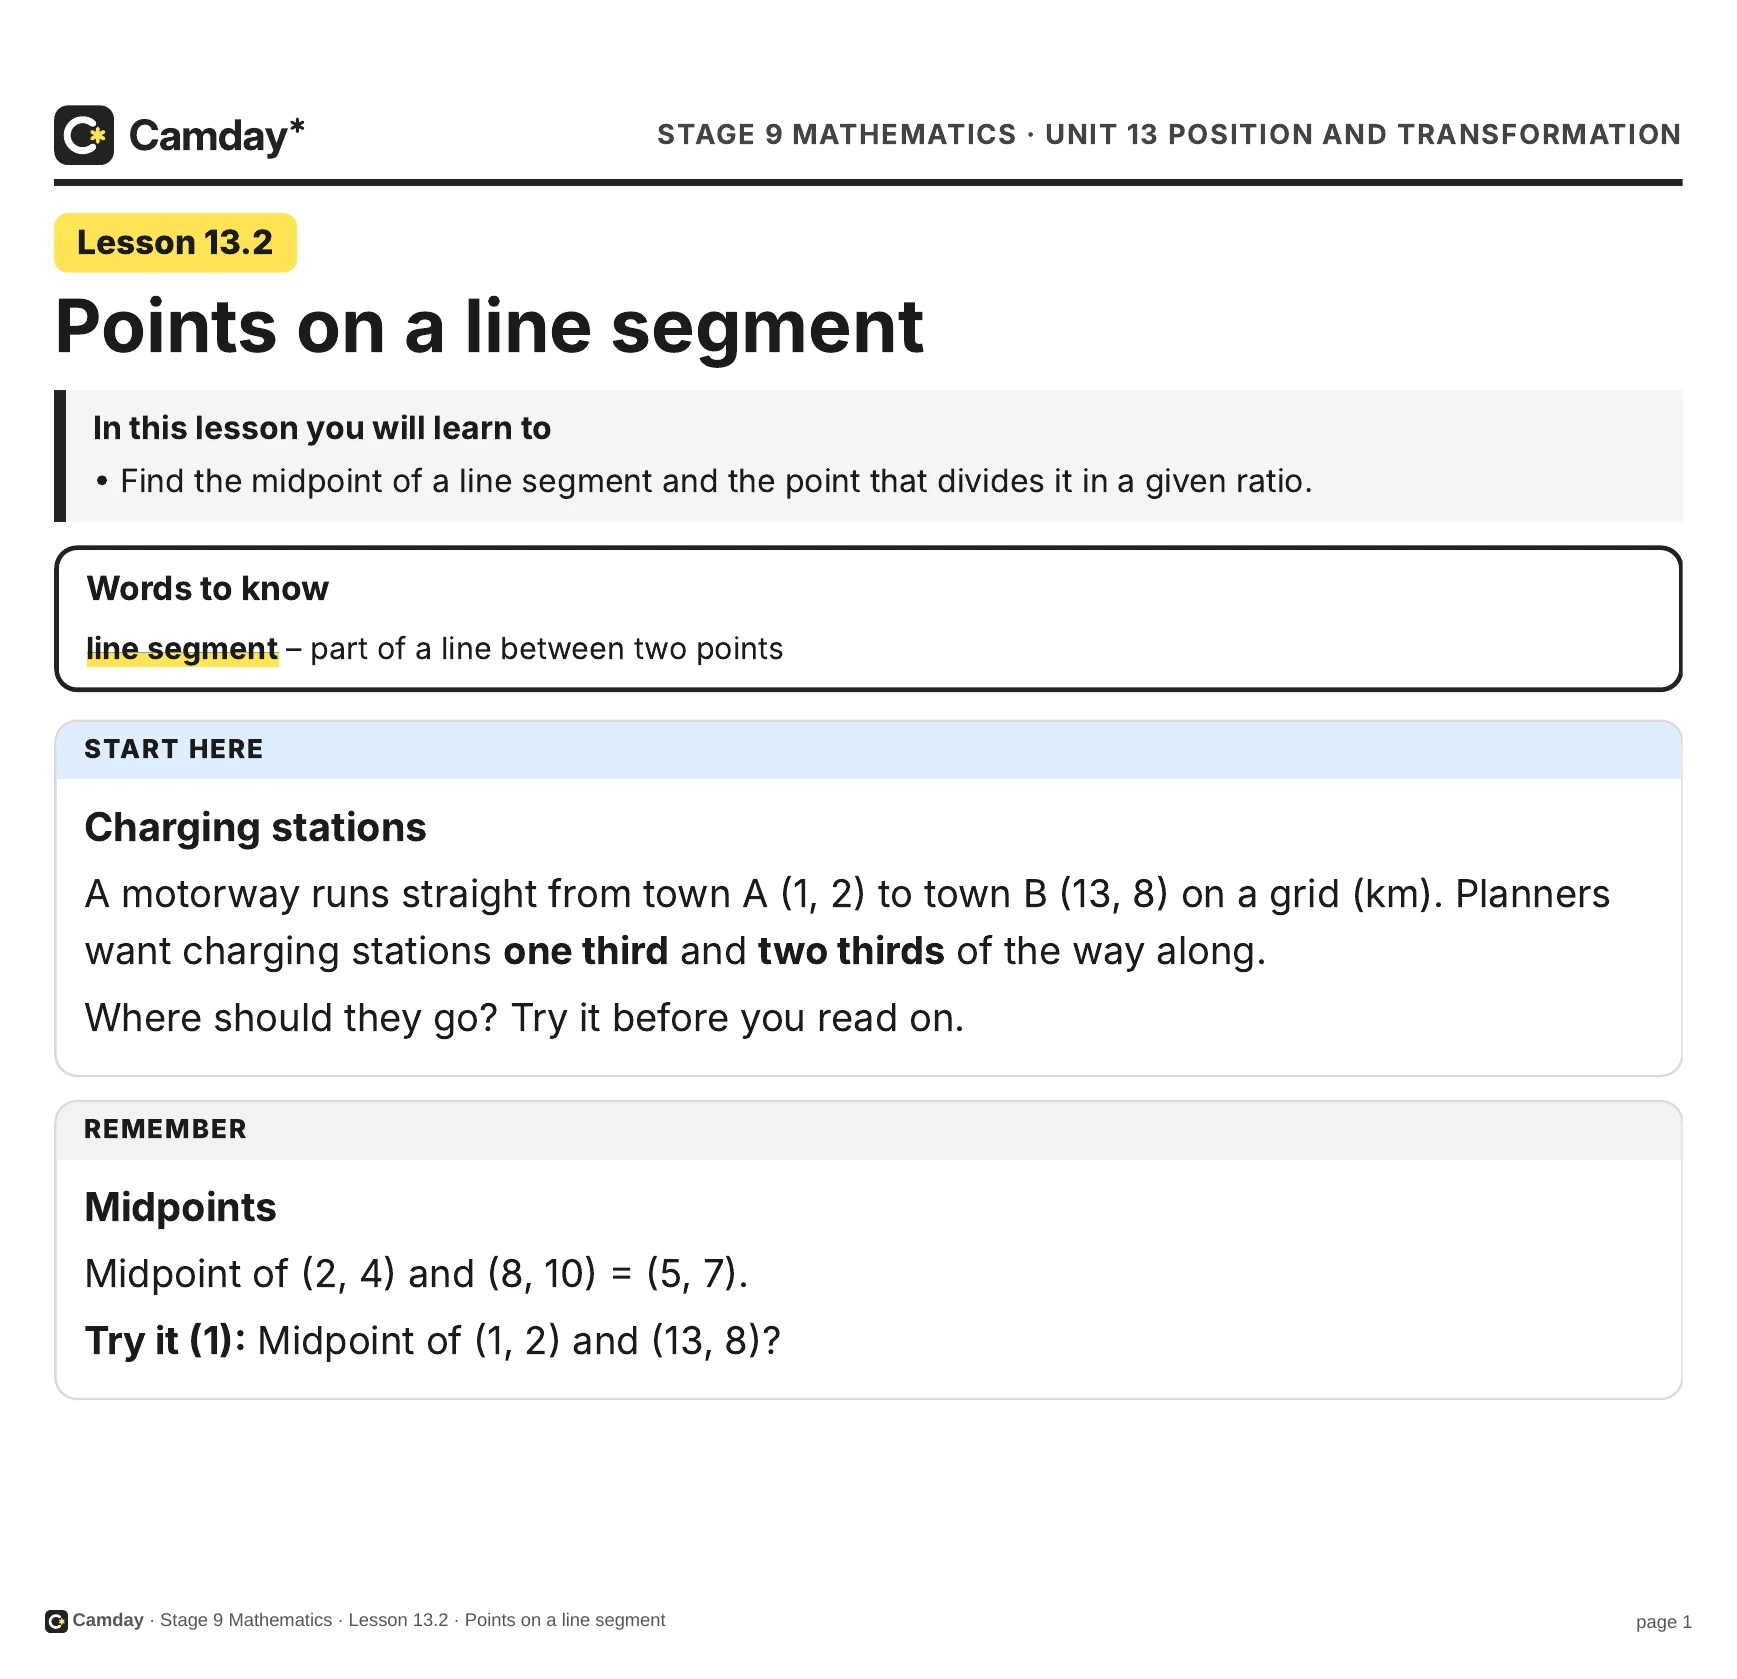 Camday*
STAGE 9 MATHEMATICS · UNIT 13 POSITION AND TRANSFORMATION
Lesson 13.2
Points on a line segment
In this lesson you will learn to
• Find the midpoint of a line segment and the point that divides it in a given ratio.
Words to know
line segment – part of a line between two points
START HERE
Charging stations
A motorway runs straight from town A (1, 2) to town B (13, 8) on a grid (km). Planners
want charging stations one third and two thirds of the way along.
Where should they go? Try it before you read on.
REMEMBER
Midpoints
Midpoint of (2, 4) and (8, 10) = (5, 7).
Try it (1): Midpoint of (1, 2) and (13, 8)?
Camday · Stage 9 Mathematics · Lesson 13.2 · Points on a line segment
page 1